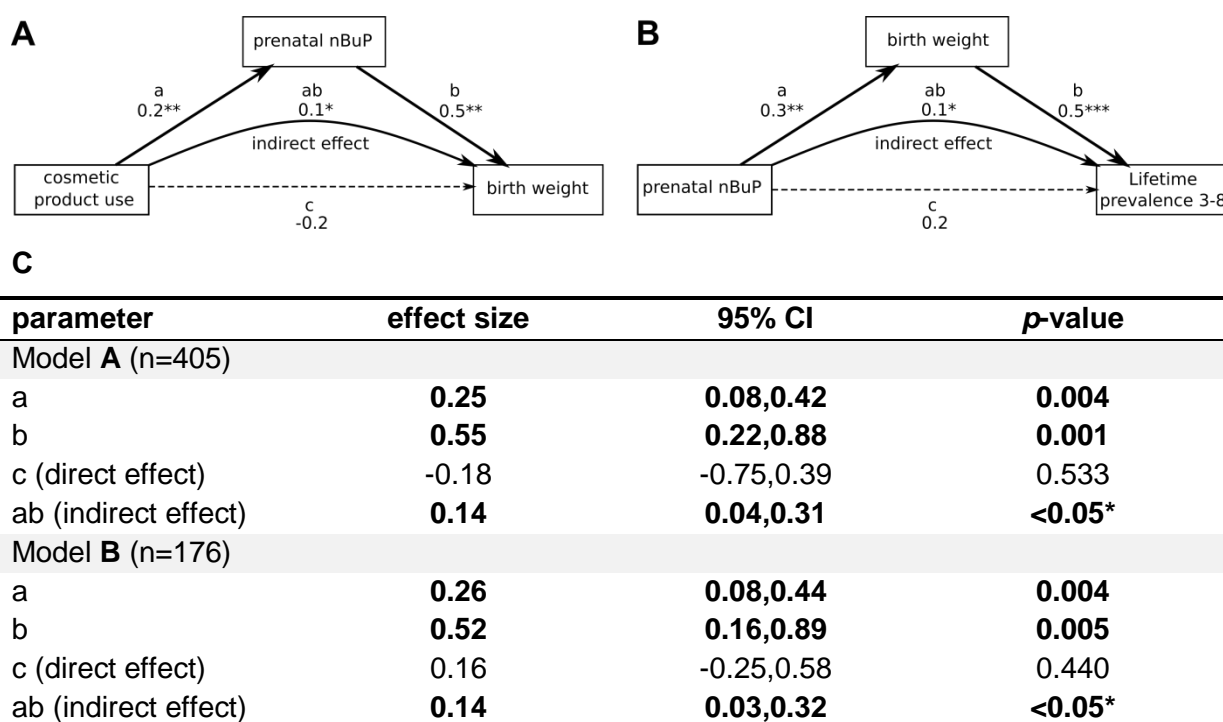 A
prenatal nBuP
a
0.2**
ab
0.1*
b
0.5**
indirect effect
cosmetic
product use
birth weight
c
-0.2
B
birth weight
a
0.3**
ab
0.1*
b
0.5***
indirect effect
prenatal nBuP
Lifetime
prevalence 3-8
c
0.2
C
parameter effect size 95% CI p-value
Model A (n=405)
a 0.25 0.08,0.42 0.004
b 0.55 0.22,0.88 0.001
c (direct effect) -0.18 -0.75,0.39 0.533
ab (indirect effect) 0.14 0.04,0.31 <0.05*
Model B (n=176)
a 0.26 0.08,0.44 0.004
b 0.52 0.16,0.89 0.005
c (direct effect) 0.16 -0.25,0.58 0.440
ab (indirect effect) 0.14 0.03,0.32 <0.05*